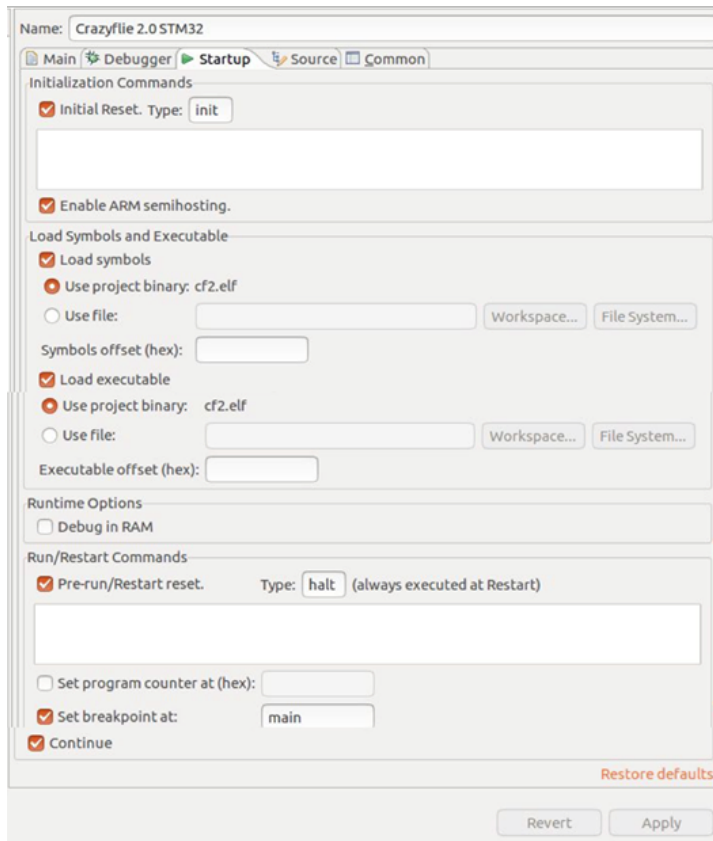 Name: Crazyflie 2.0 STM32
Main Debugger Startup Source Common
Initialization Commands
Initial Reset. Type: init
Enable ARM semihosting.
Load Symbols and Executable
Load symbols
Use project binary: cf2.elf
Use file: Workspace... File System...
Symbols offset (hex):
Load executable
Use project binary: cf2.elf
Use file: Workspace... File System...
Executable offset (hex):
Runtime Options
Debug in RAM
Run/Restart Commands
Pre-run/Restart reset. Type: halt (always executed at Restart)
Set program counter at (hex):
Set breakpoint at: main
Continue
Restore defaults
Revert Apply